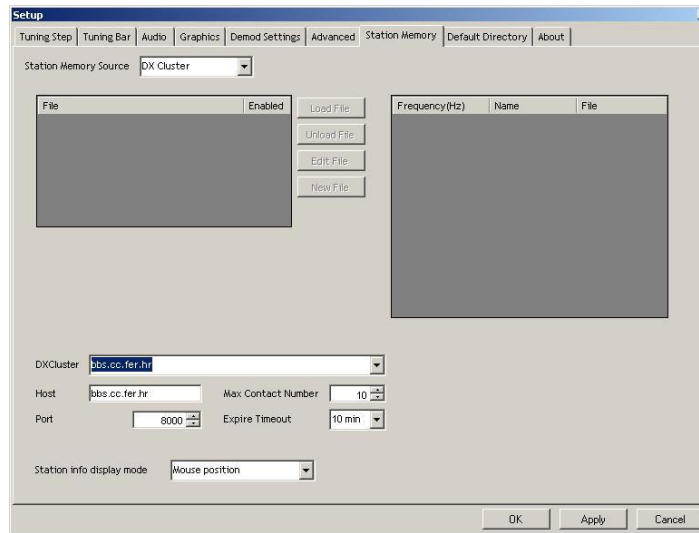 Setup
Tuning Step Tuning Bar Audio Graphics Demod Settings Advanced Station Memory Default Directory About
Station Memory Source DX Cluster
File Enabled
Load File
Unload File
Edit File
New File
Frequency(Hz) Name File
DXCluster bbs.cc.fer.hr
Host bbs.cc.fer.hr Max Contact Number 10
Port 8000 Expire Timeout 10 min
Station info display mode Mouse position
OK Apply Cancel